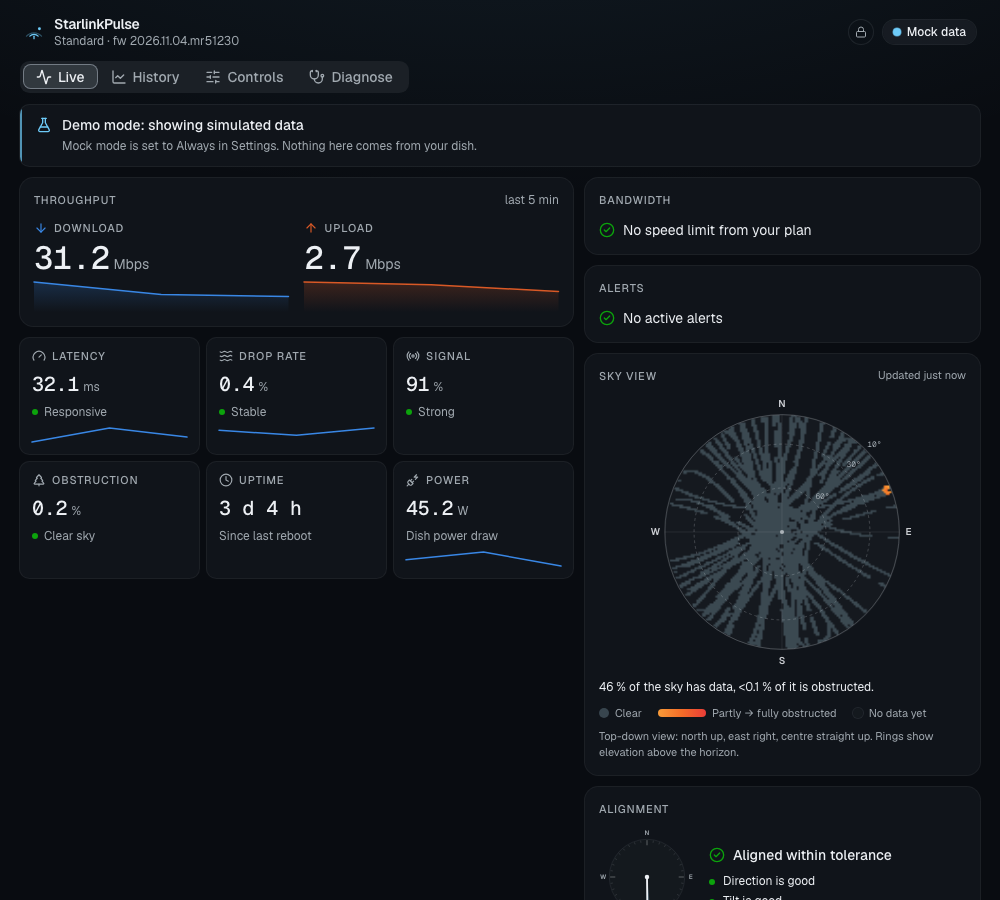 StarlinkPulse
Standard · fw 2026.11.04.mr51230
Mock data
Live
History
Controls
Diagnose
Demo mode: showing simulated data
Mock mode is set to Always in Settings. Nothing here comes from your dish.
THROUGHPUT
last 5 min
DOWNLOAD
31.2 Mbps
UPLOAD
2.7 Mbps
LATENCY
32.1 ms
Responsive
DROP RATE
0.4 %
Stable
SIGNAL
91 %
Strong
OBSTRUCTION
0.2 %
Clear sky
UPTIME
3 d 4 h
Since last reboot
POWER
45.2 W
Dish power draw
BANDWIDTH
No speed limit from your plan
ALERTS
No active alerts
SKY VIEW
Updated just now
N
10°
30°
60°
W
E
S
46 % of the sky has data, <0.1 % of it is obstructed.
Clear
Partly → fully obstructed
No data yet
Top-down view: north up, east right, centre straight up. Rings show
elevation above the horizon.
ALIGNMENT
N
W
E
Aligned within tolerance
Direction is good
Tilt is good